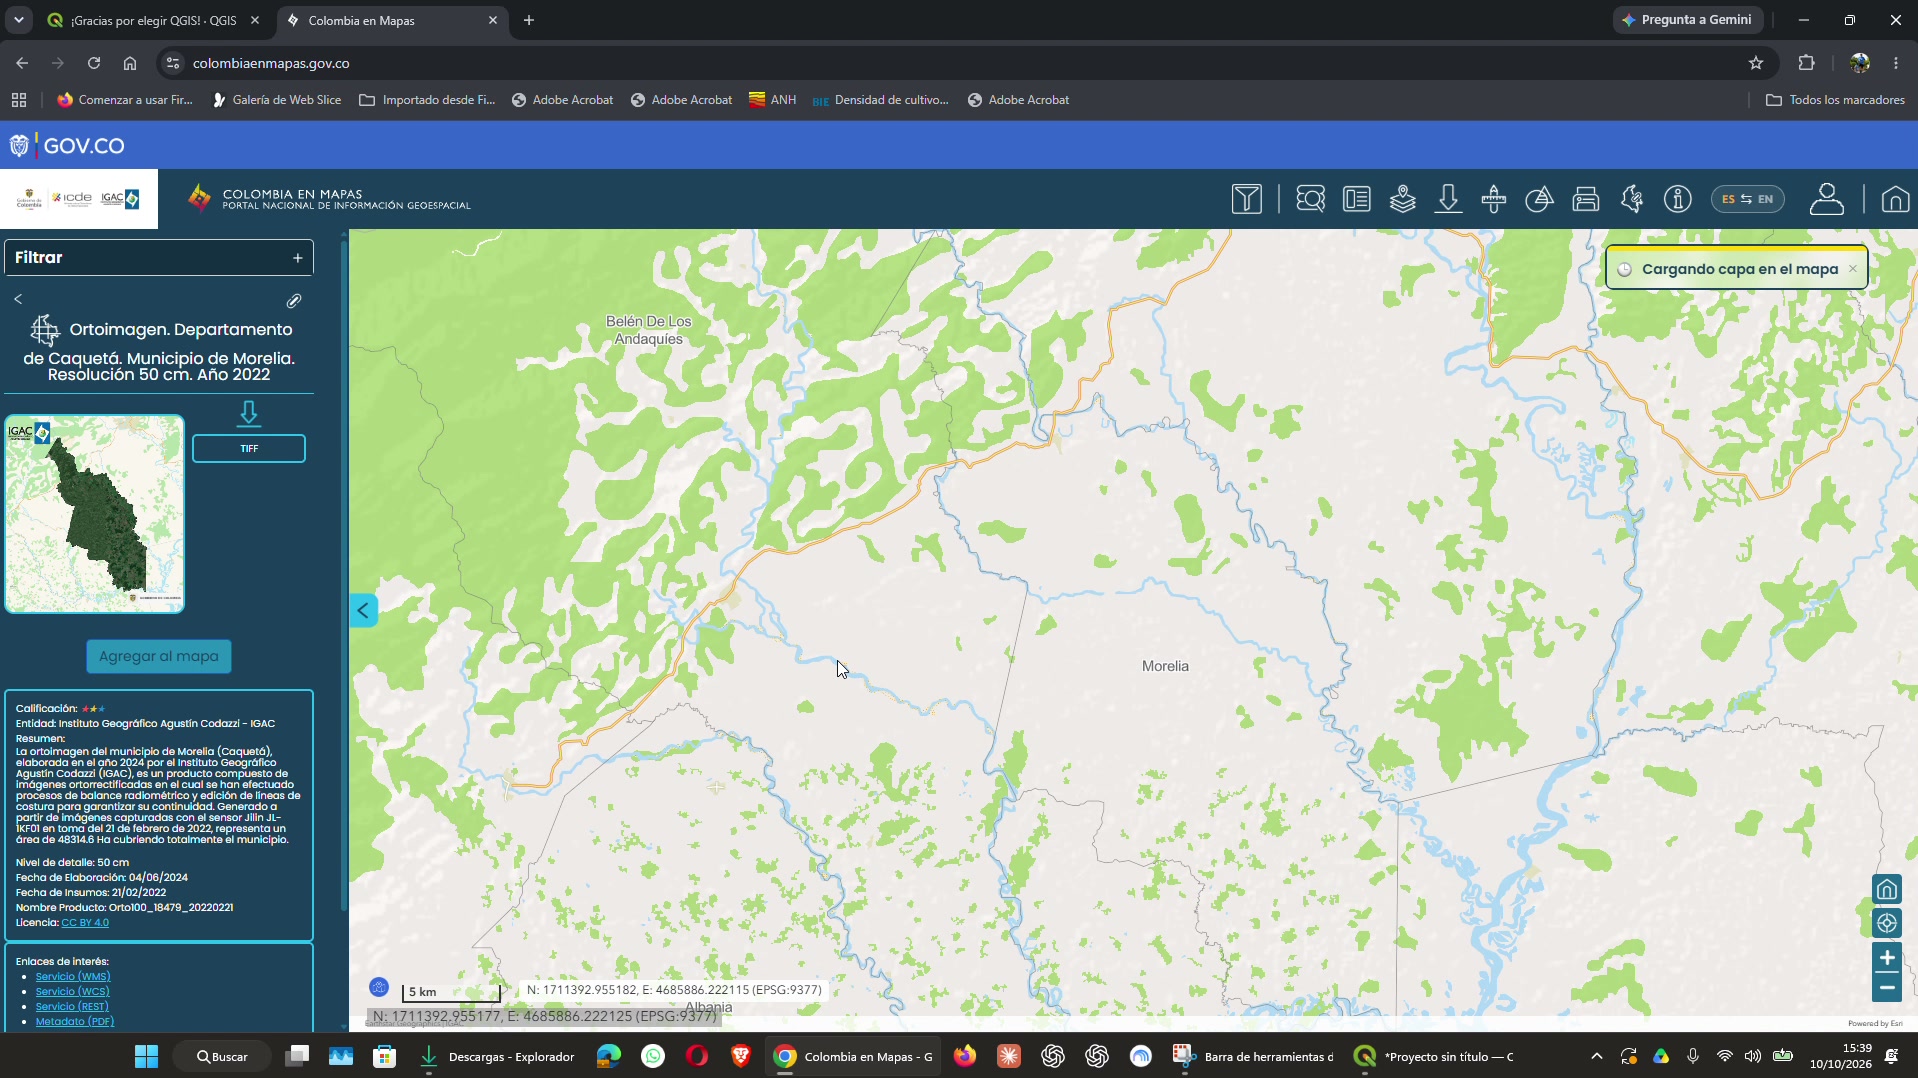 ¡Gracias por elegir QGIS! · QGIS
Colombia en Mapas
Pregunta a Gemini
colombiaenmapas.gov.co
Comenzar a usar Fir...
Galería de Web Slice
Importado desde Fi...
Adobe Acrobat
Adobe Acrobat
ANH
BIE
Densidad de cultivo...
Adobe Acrobat
Todos los marcadores
GOV.CO
icde
IGAC
COLOMBIA EN MAPAS
PORTAL NACIONAL DE INFORMACIÓN GEOESPACIAL
ES EN
Filtrar
+
Ortoimagen. Departamento
de Caquetá. Municipio de Morelia.
Resolución 50 cm. Año 2022
IGAC
TIFF
Agregar al mapa
Calificación:
Entidad: Instituto Geográfico Agustín Codazzi - IGAC
Resumen:
La ortoimagen del municipio de Morelia (Caquetá),
elaborada en el año 2024 por el Instituto Geográfico
Agustín Codazzi (IGAC), es un producto compuesto de
imágenes ortorrectificadas en el cual se han efectuado
procesos de balance radiométrico y edición de líneas de
costura para garantizar su continuidad. Generado a
partir de imágenes capturadas con el sensor Jilin JL-
1KF01 en toma del 21 de febrero de 2022, representa un
área de 48314.6 Ha cubriendo totalmente el municipio.
Nivel de detalle: 50 cm
Fecha de Elaboración: 04/06/2024
Fecha de Insumos: 21/02/2022
Nombre Producto: Orto100_18479_20220221
Licencia: CC BY 4.0
Enlaces de interés:
Servicio (WMS)
Servicio (WCS)
Servicio (REST)
Metadato (PDF)
Cargando capa en el mapa
Belén De Los
Andaquíes
Morelia
Albania
5 km
N: 1711392.955182, E: 4685886.222115 (EPSG:9377)
N: 1711392.955177, E: 4685886.222125 (EPSG:9377)
Earthstar Geographics | IGAC
Powered by Esri
Buscar
Descargas - Explorador
Colombia en Mapas - G
Barra de herramientas d
*Proyecto sin título — C
15:39
10/10/2026